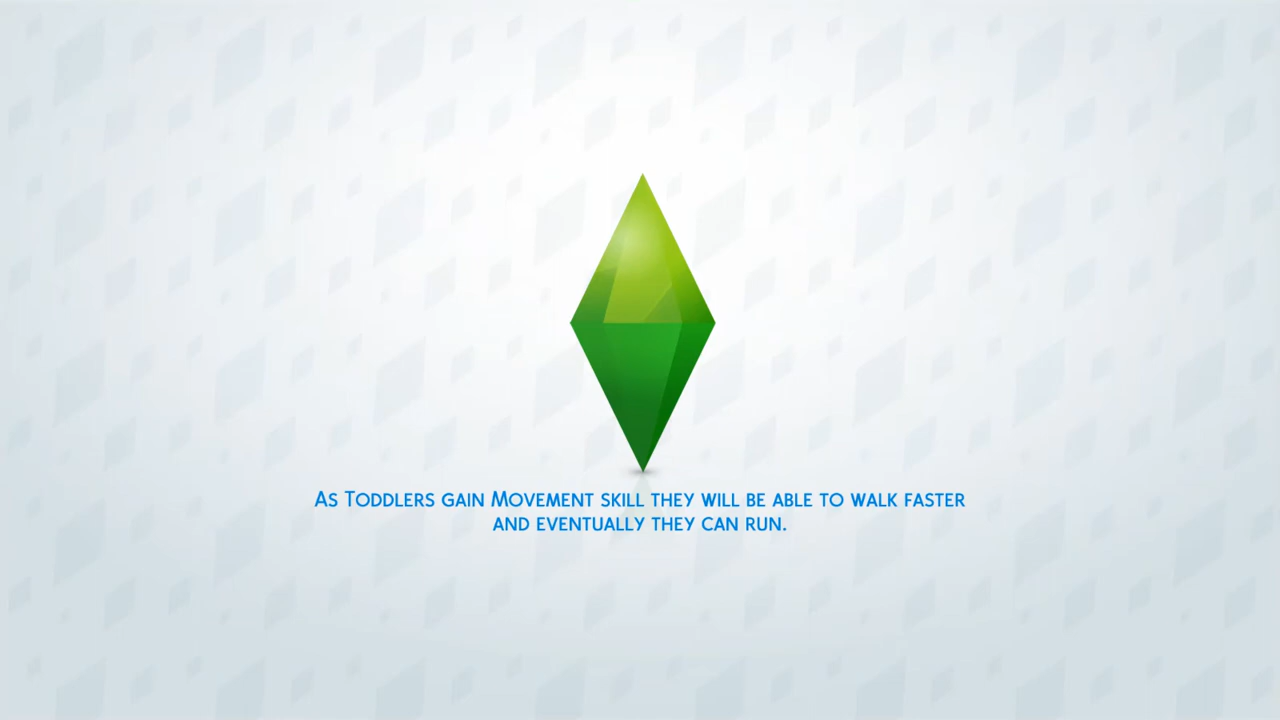 As Toddlers gain Movement skill they will be able to walk faster
and eventually they can run.